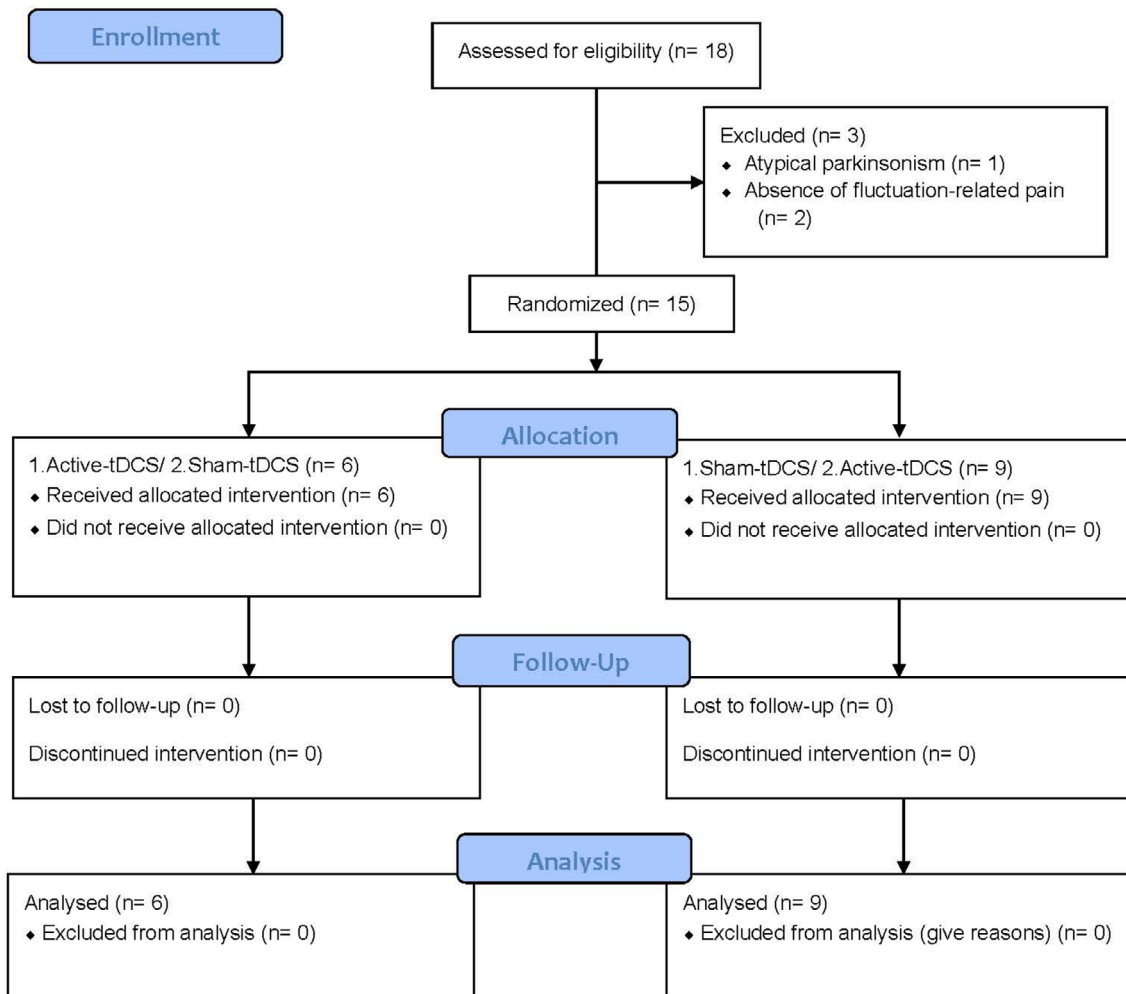 Enrollment
Assessed for eligibility (n= 18)
Excluded (n= 3)
◆ Atypical parkinsonism (n= 1)
◆ Absence of fluctuation-related pain
(n= 2)
Randomized (n= 15)
Allocation
1.Active-tDCS/ 2.Sham-tDCS (n= 6)
◆ Received allocated intervention (n= 6)
◆ Did not receive allocated intervention (n= 0)
1.Sham-tDCS/ 2.Active-tDCS (n= 9)
◆ Received allocated intervention (n= 9)
◆ Did not receive allocated intervention (n= 0)
Follow-Up
Lost to follow-up (n= 0)
Discontinued intervention (n= 0)
Lost to follow-up (n= 0)
Discontinued intervention (n= 0)
Analysis
Analysed (n= 6)
◆ Excluded from analysis (n= 0)
Analysed (n= 9)
◆ Excluded from analysis (give reasons) (n= 0)